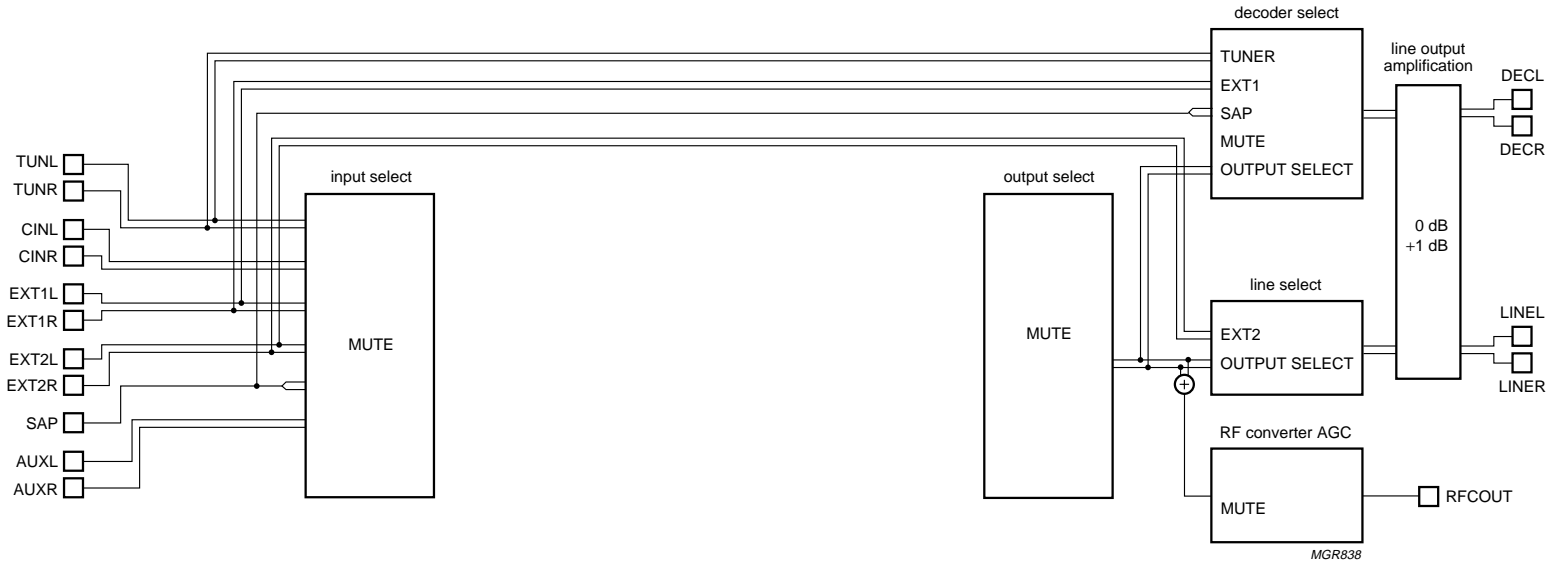 decoder select
TUNER
EXT1
SAP
MUTE
OUTPUT SELECT
line output
amplification
0 dB
+1 dB
DECL
DECR
TUNL
TUNR
CINL
CINR
EXT1L
EXT1R
EXT2L
EXT2R
SAP
AUXL
AUXR
input select
MUTE
output select
MUTE
line select
EXT2
OUTPUT SELECT
LINEL
LINER
+
RF converter AGC
MUTE
RFCOUT
MGR838